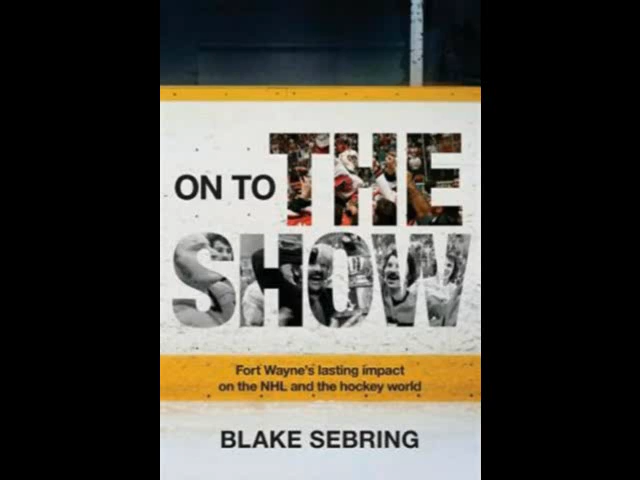 ON TO THE
SHOW
Fort Wayne's lasting impact
on the NHL and the hockey world
BLAKE SEBRING